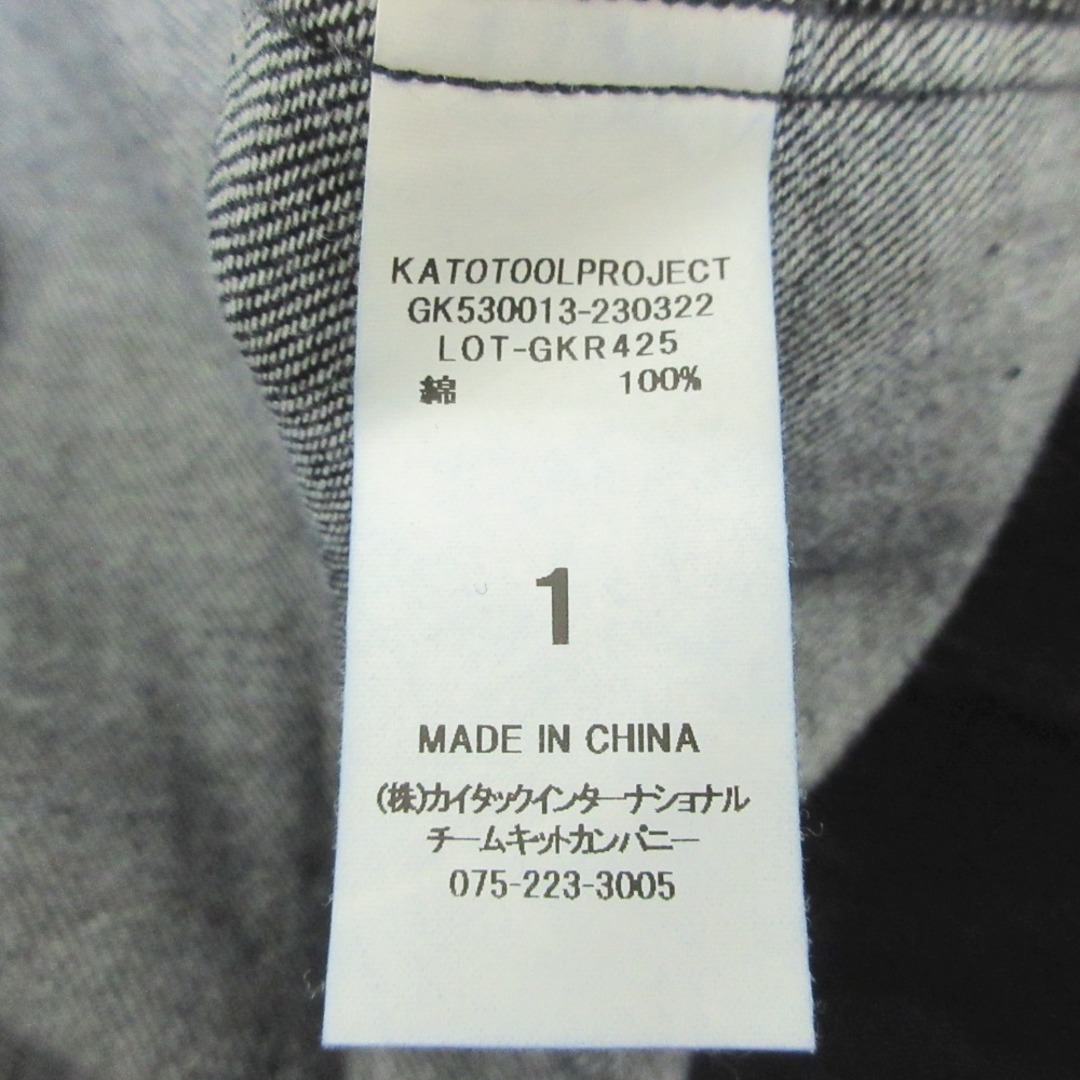 KATOTOOLPROJECT
GK530013-230322
LOT-GKR425
綿 100%
1
MADE IN CHINA
(株)カイタックインターナショナル
チームキットカンパニー
075-223-3005